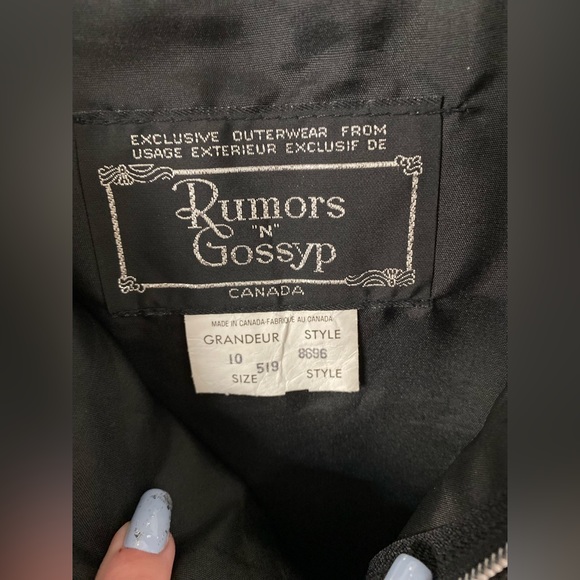 EXCLUSIVE OUTERWEAR FROM
USAGE EXTERIEUR EXCLUSIF DE
Rumors
"N"
Gossyp
CANADA
MADE IN CANADA-FABRIQUE AU CANADA
GRANDEUR STYLE
10 519 8696
SIZE STYLE